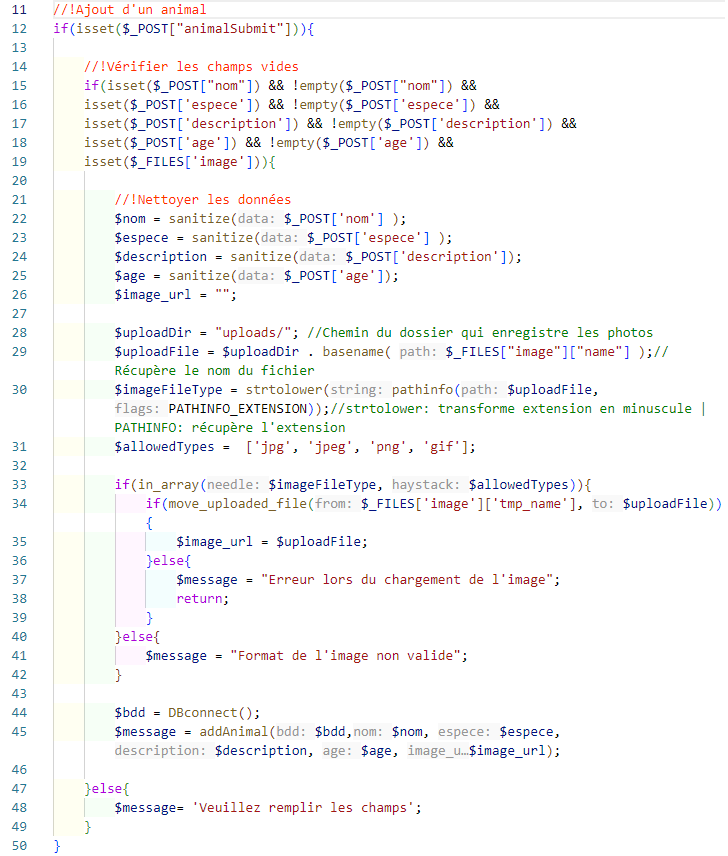 11 //!Ajout d'un animal
12 if(isset($_POST["animalSubmit"])){
13
14 //!Vérifier les champs vides
15 if(isset($_POST["nom"]) && !empty($_POST["nom"]) &&
16 isset($_POST['espece']) && !empty($_POST['espece']) &&
17 isset($_POST['description']) && !empty($_POST['description']) &&
18 isset($_POST['age']) && !empty($_POST['age']) &&
19 isset($_FILES['image'])){
20
21 //!Nettoyer les données
22 $nom = sanitize(data: $_POST['nom'] );
23 $espece = sanitize(data: $_POST['espece'] );
24 $description = sanitize(data: $_POST['description']);
25 $age = sanitize(data: $_POST['age']);
26 $image_url = "";
27
28 $uploadDir = "uploads/"; //Chemin du dossier qui enregistre les photos
29 $uploadFile = $uploadDir . basename( path: $_FILES["image"]["name"] );//
Récupère le nom du fichier
30 $imageFileType = strtolower(string: pathinfo(path: $uploadFile,
flags: PATHINFO_EXTENSION));//strtolower: transforme extension en minuscule |
PATHINFO: récupère l'extension
31 $allowedTypes = ['jpg', 'jpeg', 'png', 'gif'];
32
33 if(in_array(needle: $imageFileType, haystack: $allowedTypes)){
34 if(move_uploaded_file(from: $_FILES['image']['tmp_name'], to: $uploadFile))
{
35 $image_url = $uploadFile;
36 }else{
37 $message = "Erreur lors du chargement de l'image";
38 return;
39 }
40 }else{
41 $message = "Format de l'image non valide";
42 }
43
44 $bdd = DBconnect();
45 $message = addAnimal(bdd: $bdd,nom: $nom, espece: $espece,
description: $description, age: $age, image_u…$image_url);
46
47 }else{
48 $message= 'Veuillez remplir les champs';
49 }
50 }